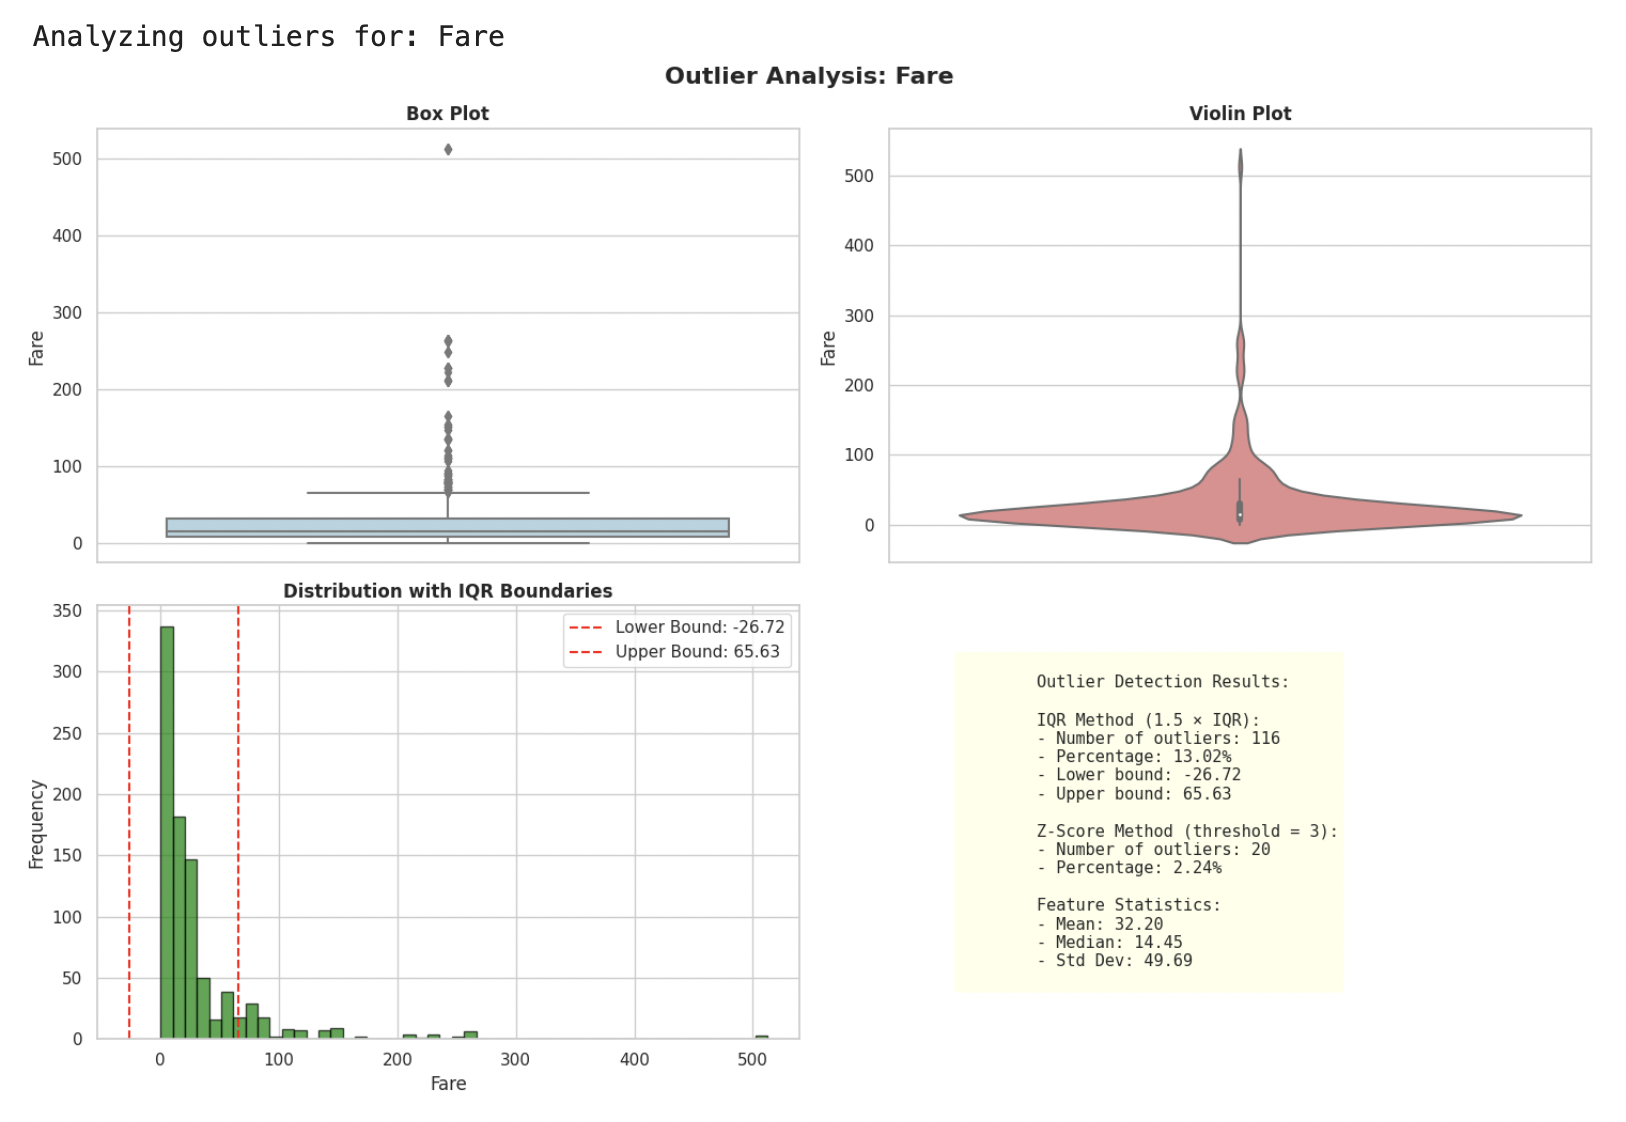 Analyzing outliers for: Fare
Outlier Analysis: Fare
Box Plot
500
400
300
200
100
0
Fare
Violin Plot
500
400
300
200
100
0
Fare
Distribution with IQR Boundaries
350
300
250
200
150
100
50
0
Frequency
Lower Bound: -26.72
Upper Bound: 65.63
0 100 200 300 400 500
Fare
Outlier Detection Results:
IQR Method (1.5 × IQR):
- Number of outliers: 116
- Percentage: 13.02%
- Lower bound: -26.72
- Upper bound: 65.63
Z-Score Method (threshold = 3):
- Number of outliers: 20
- Percentage: 2.24%
Feature Statistics:
- Mean: 32.20
- Median: 14.45
- Std Dev: 49.69